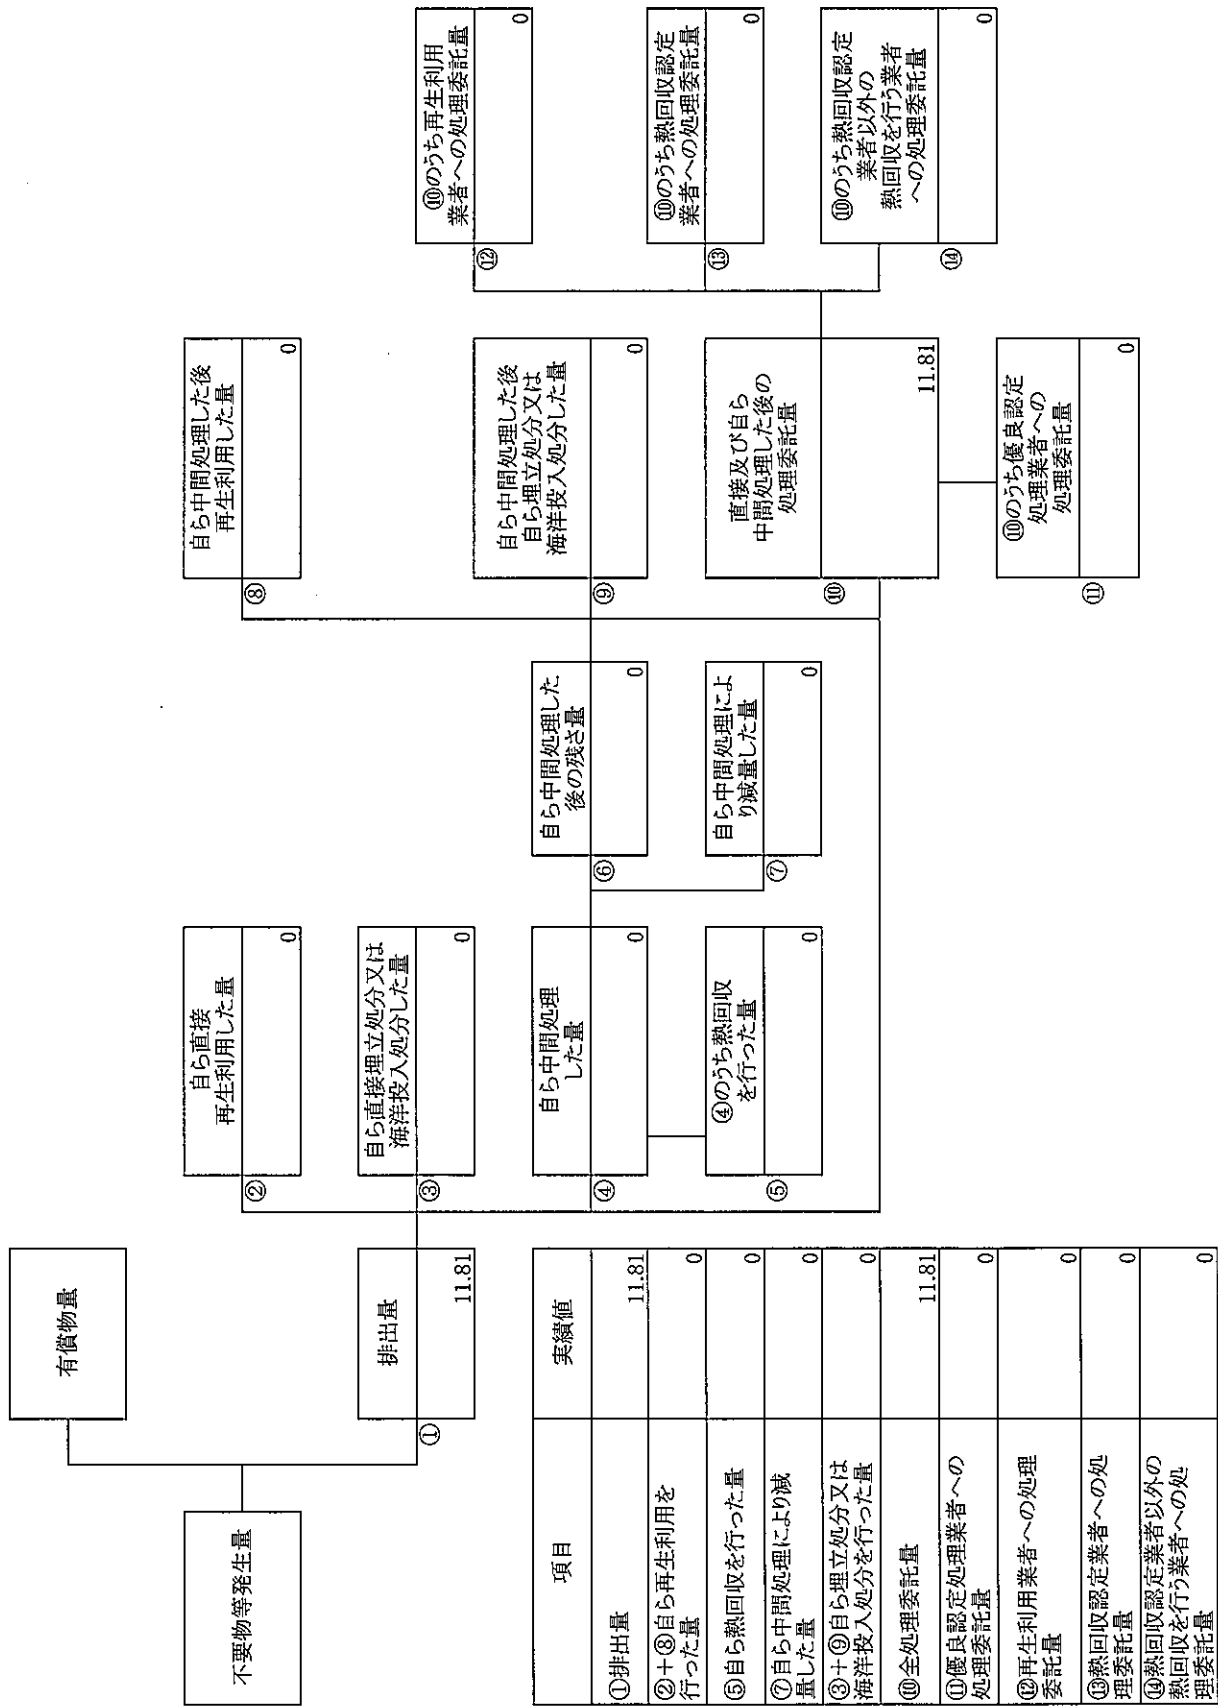 不要物等発生量
有償物量
①
排出量
11.81
②
自ら直接
再生利用した量
0
③
自ら直接埋立処分又は
海洋投入処分した量
0
④
自ら中間処理
した量
0
⑤
④のうち熱回収
を行った量
0
⑥
自ら中間処理した
後の残さ量
0
⑦
自ら中間処理によ
り減量した量
0
⑧
自ら中間処理した後
再生利用した量
0
⑨
自ら中間処理した後
自ら埋立処分又は
海洋投入処分した量
0
⑩
直接及び自ら
中間処理した後の
処理委託量
11.81
⑪
⑩のうち優良認定
処理業者への
処理委託量
0
⑫
⑩のうち再生利用
業者への処理委託量
0
⑬
⑩のうち熱回収認定
業者への処理委託量
0
⑭
⑩のうち熱回収認定
業者以外の
熱回収を行う業者
への処理委託量
0
項目 実績値
①排出量 11.81
②+⑧自ら再生利用を
行った量 0
⑤自ら熱回収を行った量 0
⑦自ら中間処理により減
量した量 0
③+⑨自ら埋立処分又は
海洋投入処分を行った量 0
⑩全処理委託量 11.81
⑪優良認定処理業者への
処理委託量 0
⑫再生利用業者への処理
委託量 0
⑬熱回収認定業者への処
理委託量 0
⑭熱回収認定業者以外の
熱回収を行う業者への処
理委託量 0